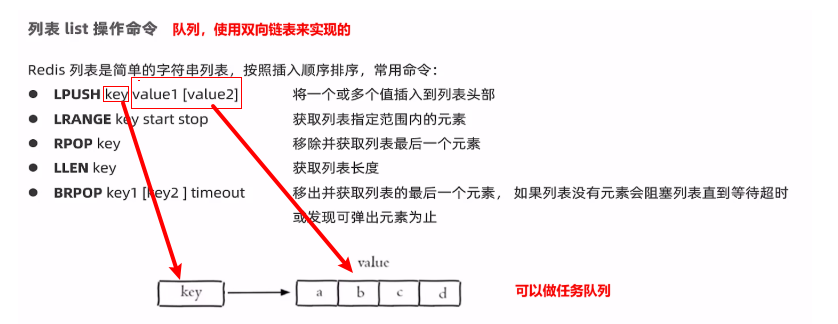 列表 list 操作命令 队列，使用双向链表来实现的
Redis 列表是简单的字符串列表，按照插入顺序排序，常用命令：
● LPUSH key value1 [value2] 将一个或多个值插入到列表头部
● LRANGE key start stop 获取列表指定范围内的元素
● RPOP key 移除并获取列表最后一个元素
● LLEN key 获取列表长度
● BRPOP key1 [key2 ] timeout 移出并获取列表的最后一个元素， 如果列表没有元素会阻塞列表直到等待超时
或发现可弹出元素为止
value
key a b c d 可以做任务队列